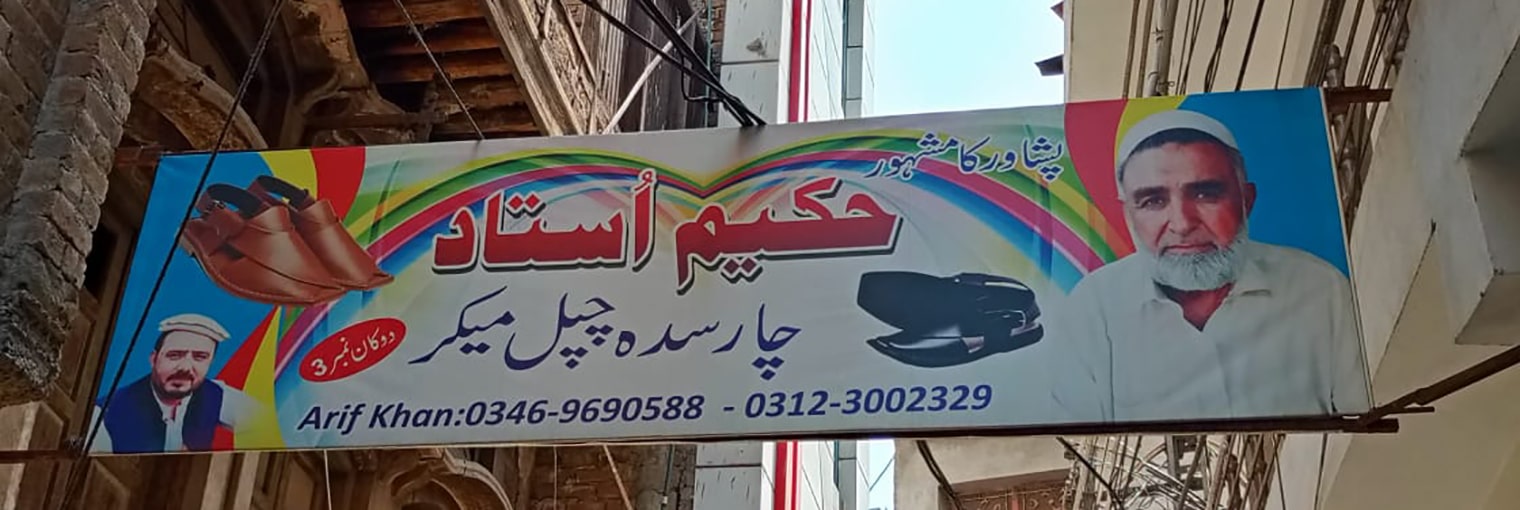 پشاور کا مشہور
حکیم اُستاد
چارسدہ چپل میکر
دوکان نمبر 3
Arif Khan:0346-9690588 - 0312-3002329